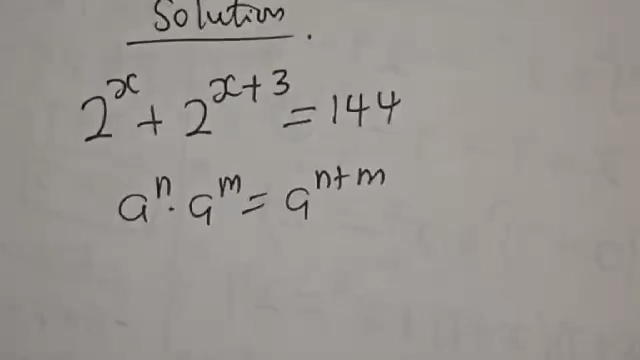 Solution.
2^x + 2^{x+3} = 144
a^n · a^m = a^{n+m}